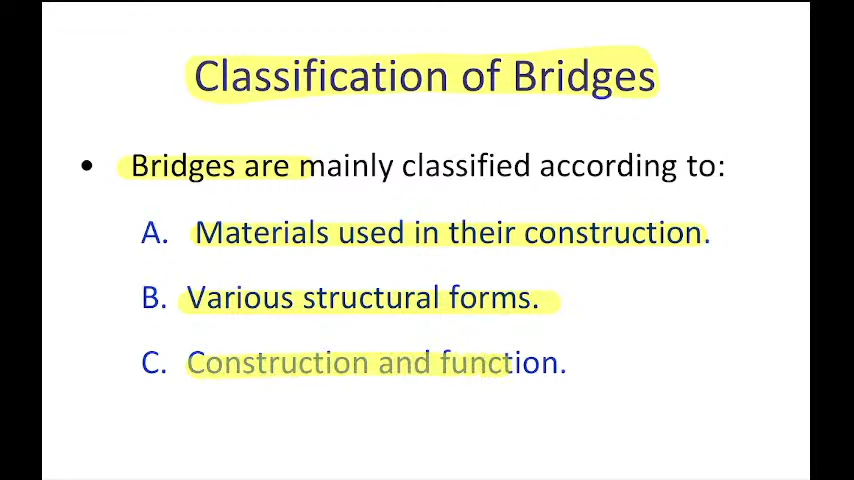 Classification of Bridges
• Bridges are mainly classified according to:
A. Materials used in their construction.
B. Various structural forms.
C. Construction and function.